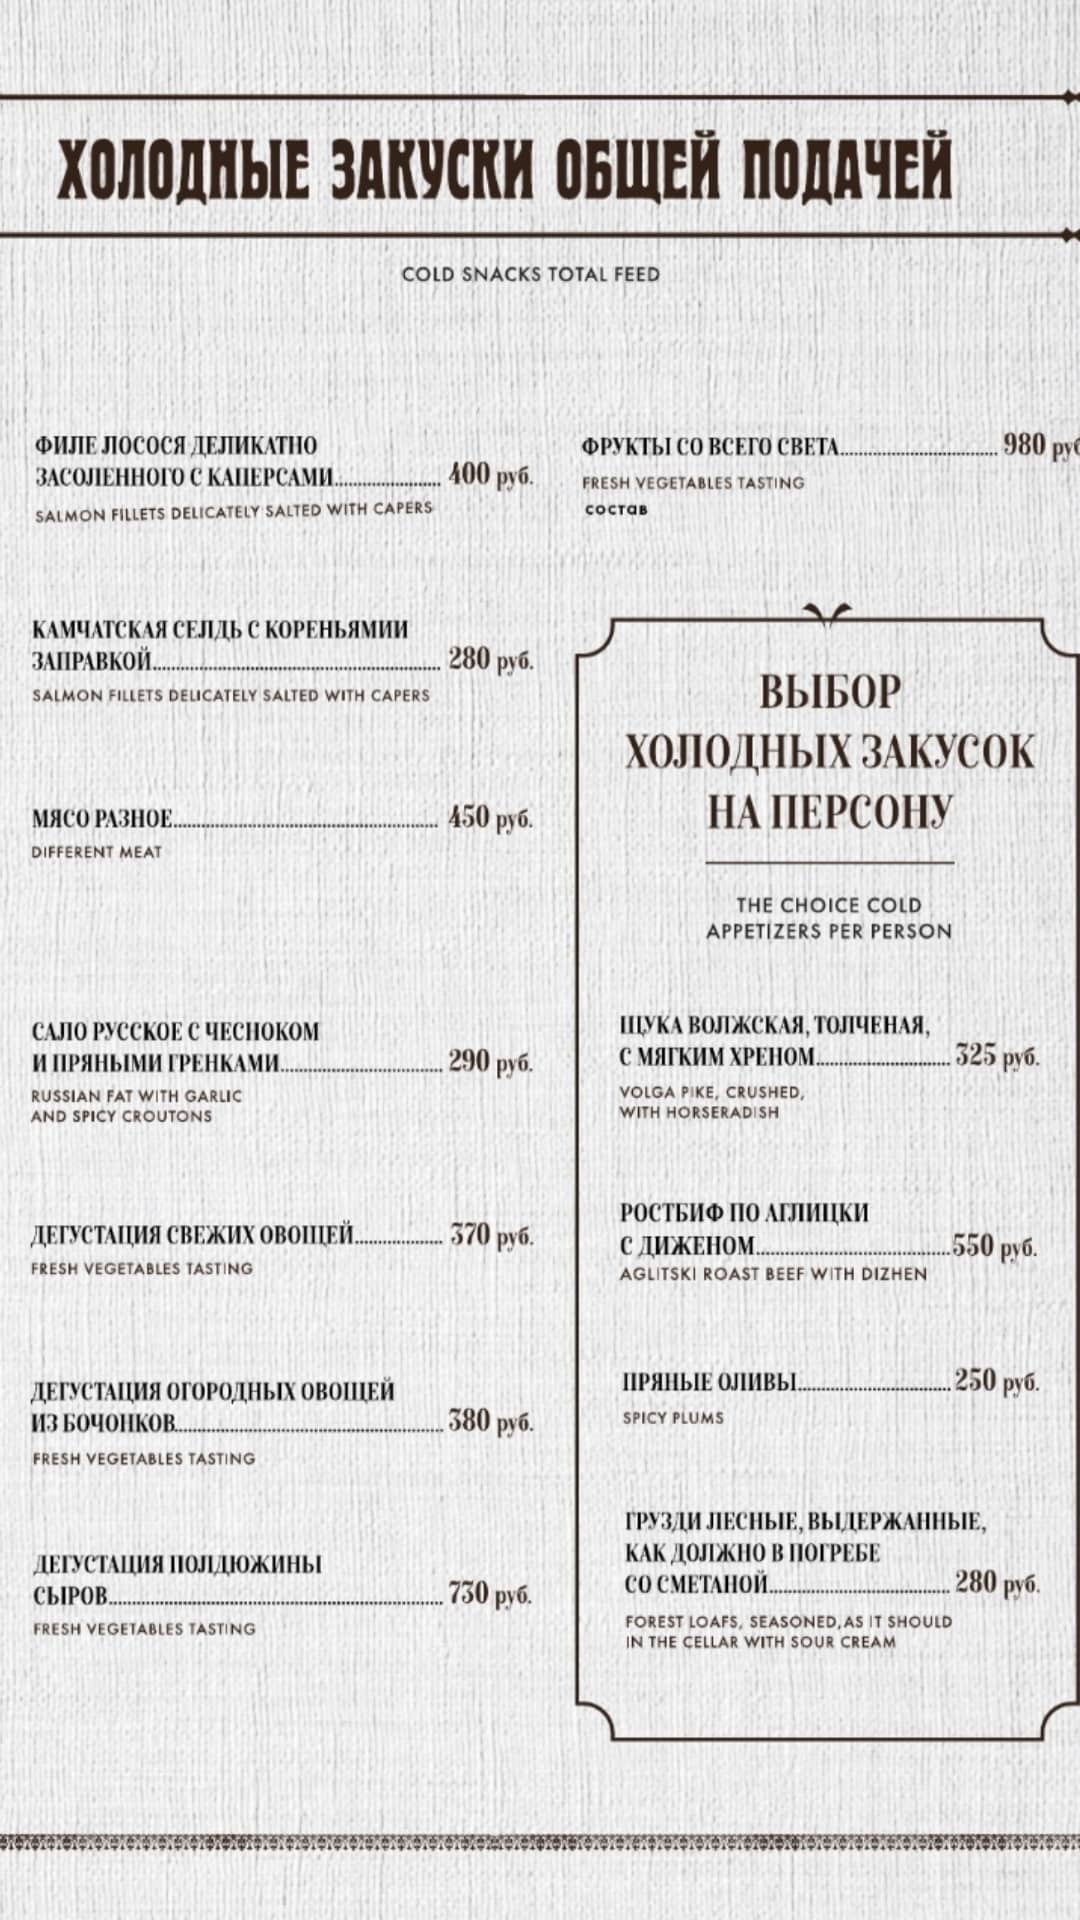 ХОЛОДНЫЕ ЗАКУСКИ ОБЩЕЙ ПОДАЧЕЙ
COLD SNACKS TOTAL FEED
ФИЛЕ ЛОСОСЯ ДЕЛИКАТНО
ЗАСОЛЕННОГО С КАПЕРСАМИ 400 руб.
SALMON FILLETS DELICATELY SALTED WITH CAPERS
КАМЧАТСКАЯ СЕЛДЬ С КОРЕНЬЯМИИ
ЗАПРАВКОЙ 280 руб.
SALMON FILLETS DELICATELY SALTED WITH CAPERS
МЯСО РАЗНОЕ 450 руб.
DIFFERENT MEAT
САЛО РУССКОЕ С ЧЕСНОКОМ
И ПРЯНЫМИ ГРЕНКАМИ 290 руб.
RUSSIAN FAT WITH GARLIC
AND SPICY CROUTONS
ДЕГУСТАЦИЯ СВЕЖИХ ОВОЩЕЙ 370 руб.
FRESH VEGETABLES TASTING
ДЕГУСТАЦИЯ ОГОРОДНЫХ ОВОЩЕЙ
ИЗ БОЧОНКОВ 380 руб.
FRESH VEGETABLES TASTING
ДЕГУСТАЦИЯ ПОЛДЮЖИНЫ
СЫРОВ 730 руб.
FRESH VEGETABLES TASTING
ФРУКТЫ СО ВСЕГО СВЕТА 980 руб
FRESH VEGETABLES TASTING
состав
ВЫБОР
ХОЛОДНЫХ ЗАКУСОК
НА ПЕРСОНУ
THE CHOICE COLD
APPETIZERS PER PERSON
ЩУКА ВОЛЖСКАЯ, ТОЛЧЕНАЯ,
С МЯГКИМ ХРЕНОМ 325 руб.
VOLGA PIKE, CRUSHED,
WITH HORSERADISH
РОСТБИФ ПО АГЛИЦКИ
С ДИЖЕНОМ 550 руб.
AGLITSKI ROAST BEEF WITH DIZHEN
ПРЯНЫЕ ОЛИВЫ 250 руб.
SPICY PLUMS
ГРУЗДИ ЛЕСНЫЕ, ВЫДЕРЖАННЫЕ,
КАК ДОЛЖНО В ПОГРЕБЕ
СО СМЕТАНОЙ 280 руб.
FOREST LOAFS, SEASONED, AS IT SHOULD
IN THE CELLAR WITH SOUR CREAM